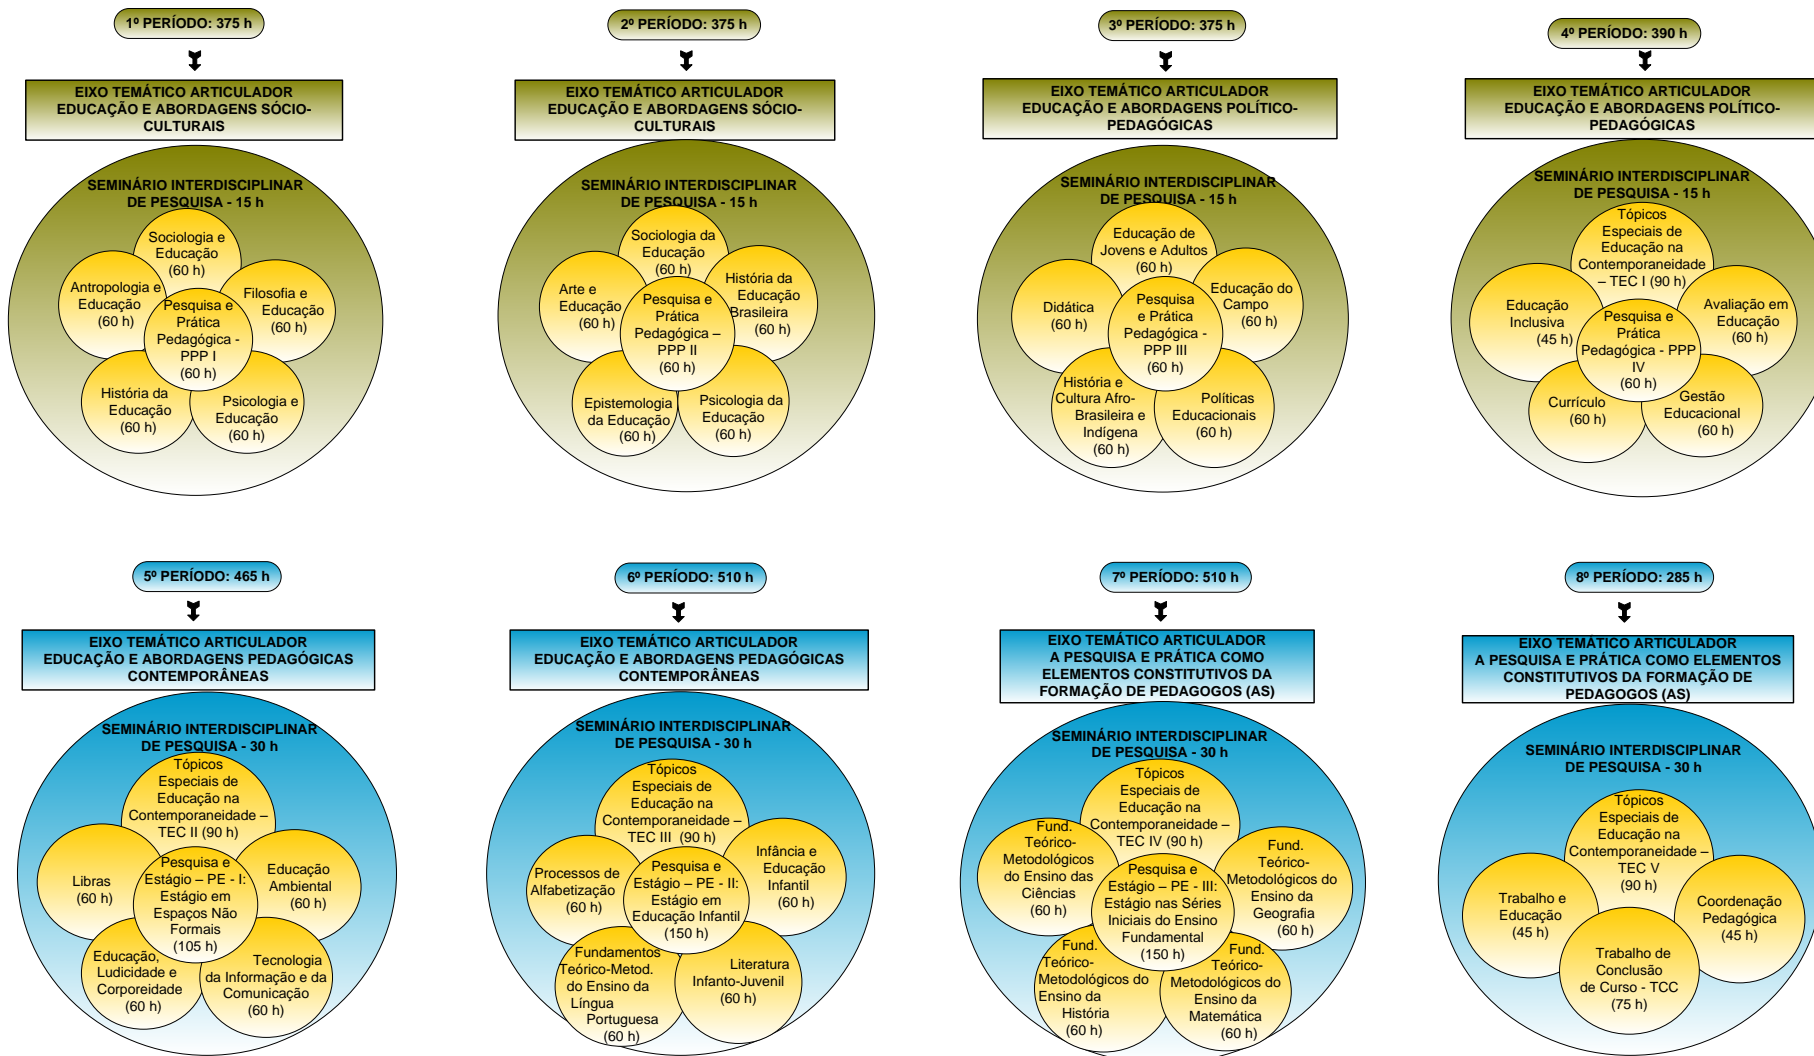 1º PERÍODO: 375 h
EIXO TEMÁTICO ARTICULADOR
EDUCAÇÃO E ABORDAGENS SÓCIO-
CULTURAIS
SEMINÁRIO INTERDISCIPLINAR
DE PESQUISA - 15 h
Sociologia e
Educação
(60 h)
Antropologia e
Educação
(60 h)
Filosofia e
Educação
(60 h)
Pesquisa e
Prática
Pedagógica -
PPP I
(60 h)
História da
Educação
(60 h)
Psicologia e
Educação
(60 h)
2º PERÍODO: 375 h
EIXO TEMÁTICO ARTICULADOR
EDUCAÇÃO E ABORDAGENS SÓCIO-
CULTURAIS
SEMINÁRIO INTERDISCIPLINAR
DE PESQUISA - 15 h
Sociologia da
Educação
(60 h)
Arte e
Educação
(60 h)
História da
Educação
Brasileira
(60 h)
Pesquisa e
Prática
Pedagógica –
PPP II
(60 h)
Epistemologia
da Educação
(60 h)
Psicologia da
Educação
(60 h)
3º PERÍODO: 375 h
EIXO TEMÁTICO ARTICULADOR
EDUCAÇÃO E ABORDAGENS POLÍTICO-
PEDAGÓGICAS
SEMINÁRIO INTERDISCIPLINAR
DE PESQUISA - 15 h
Educação de
Jovens e Adultos
(60 h)
Didática
(60 h)
Educação do
Campo
(60 h)
Pesquisa
e Prática
Pedagógica -
PPP III
(60 h)
História e
Cultura Afro-
Brasileira e
Indígena
(60 h)
Políticas
Educacionais
(60 h)
4º PERÍODO: 390 h
EIXO TEMÁTICO ARTICULADOR
EDUCAÇÃO E ABORDAGENS POLÍTICO-
PEDAGÓGICAS
SEMINÁRIO INTERDISCIPLINAR
DE PESQUISA - 15 h
Tópicos
Especiais de
Educação na
Contemporaneidade
– TEC I (90 h)
Educação
Inclusiva
(45 h)
Avaliação em
Educação
(60 h)
Pesquisa e
Prática
Pedagógica - PPP
IV
(60 h)
Currículo
(60 h)
Gestão
Educacional
(60 h)
5º PERÍODO: 465 h
EIXO TEMÁTICO ARTICULADOR
EDUCAÇÃO E ABORDAGENS PEDAGÓGICAS
CONTEMPORÂNEAS
SEMINÁRIO INTERDISCIPLINAR
DE PESQUISA - 30 h
Tópicos
Especiais de
Educação na
Contemporaneidade –
TEC II (90 h)
Libras
(60 h)
Educação
Ambiental
(60 h)
Pesquisa e
Estágio – PE - I:
Estágio em
Espaços Não
Formais
(105 h)
Educação,
Ludicidade e
Corporeidade
(60 h)
Tecnologia
da Informação e da
Comunicação
(60 h)
6º PERÍODO: 510 h
EIXO TEMÁTICO ARTICULADOR
EDUCAÇÃO E ABORDAGENS PEDAGÓGICAS
CONTEMPORÂNEAS
SEMINÁRIO INTERDISCIPLINAR
DE PESQUISA - 30 h
Tópicos
Especiais de
Educação na
Contemporaneidade –
TEC III (90 h)
Processos de
Alfabetização
(60 h)
Infância e
Educação
Infantil
(60 h)
Pesquisa e
Estágio – PE - II:
Estágio em
Educação Infantil
(150 h)
Fundamentos
Teórico-Metod.
do Ensino da
Língua
Portuguesa
(60 h)
Literatura
Infanto-Juvenil
(60 h)
7º PERÍODO: 510 h
EIXO TEMÁTICO ARTICULADOR
A PESQUISA E PRÁTICA COMO
ELEMENTOS CONSTITUTIVOS DA
FORMAÇÃO DE PEDAGOGOS (AS)
SEMINÁRIO INTERDISCIPLINAR
DE PESQUISA - 30 h
Tópicos
Especiais de
Educação na
Contemporaneidade –
TEC IV (90 h)
Fund.
Teórico-
Metodológicos
do Ensino das
Ciências
(60 h)
Fund.
Teórico-
Metodológicos do
Ensino da
Geografia
(60 h)
Pesquisa e
Estágio – PE - III:
Estágio nas Séries
Iniciais do Ensino
Fundamental
(150 h)
Fund.
Teórico-
Metodológicos do
Ensino da
História
(60 h)
Fund.
Teórico-
Metodológicos do
Ensino da
Matemática
(60 h)
8º PERÍODO: 285 h
EIXO TEMÁTICO ARTICULADOR
A PESQUISA E PRÁTICA COMO ELEMENTOS
CONSTITUTIVOS DA FORMAÇÃO DE
PEDAGOGOS (AS)
SEMINÁRIO INTERDISCIPLINAR
DE PESQUISA - 30 h
Tópicos
Especiais de
Educação na
Contemporaneidade –
TEC V
(90 h)
Trabalho e
Educação
(45 h)
Coordenação
Pedagógica
(45 h)
Trabalho de
Conclusão
de Curso - TCC
(75 h)